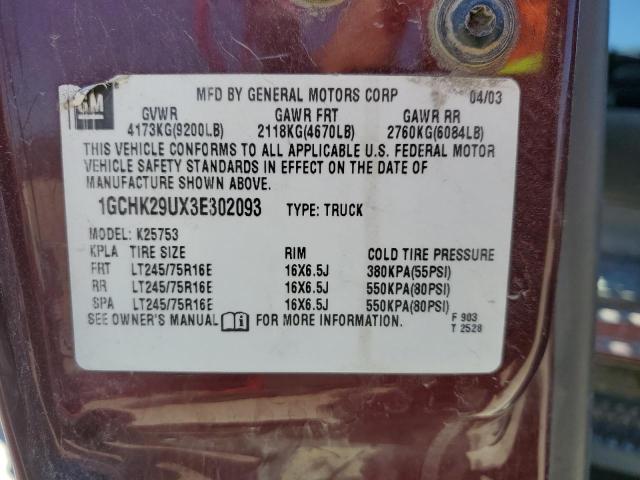 GM
MFD BY GENERAL MOTORS CORP 04/03
GVWR GAWR FRT GAWR RR
4173KG(9200LB) 2118KG(4670LB) 2760KG(6084LB)
THIS VEHICLE CONFORMS TO ALL APPLICABLE U.S. FEDERAL MOTOR
VEHICLE SAFETY STANDARDS IN EFFECT ON THE DATE OF
MANUFACTURE SHOWN ABOVE.
1GCHK29UX3E302093 TYPE: TRUCK
MODEL: K25753
KPLA TIRE SIZE RIM COLD TIRE PRESSURE
FRT LT245/75R16E 16X6.5J 380KPA(55PSI)
RR LT245/75R16E 16X6.5J 550KPA(80PSI)
SPA LT245/75R16E 16X6.5J 550KPA(80PSI)
SEE OWNER'S MANUAL FOR MORE INFORMATION.
F 903
T 2528